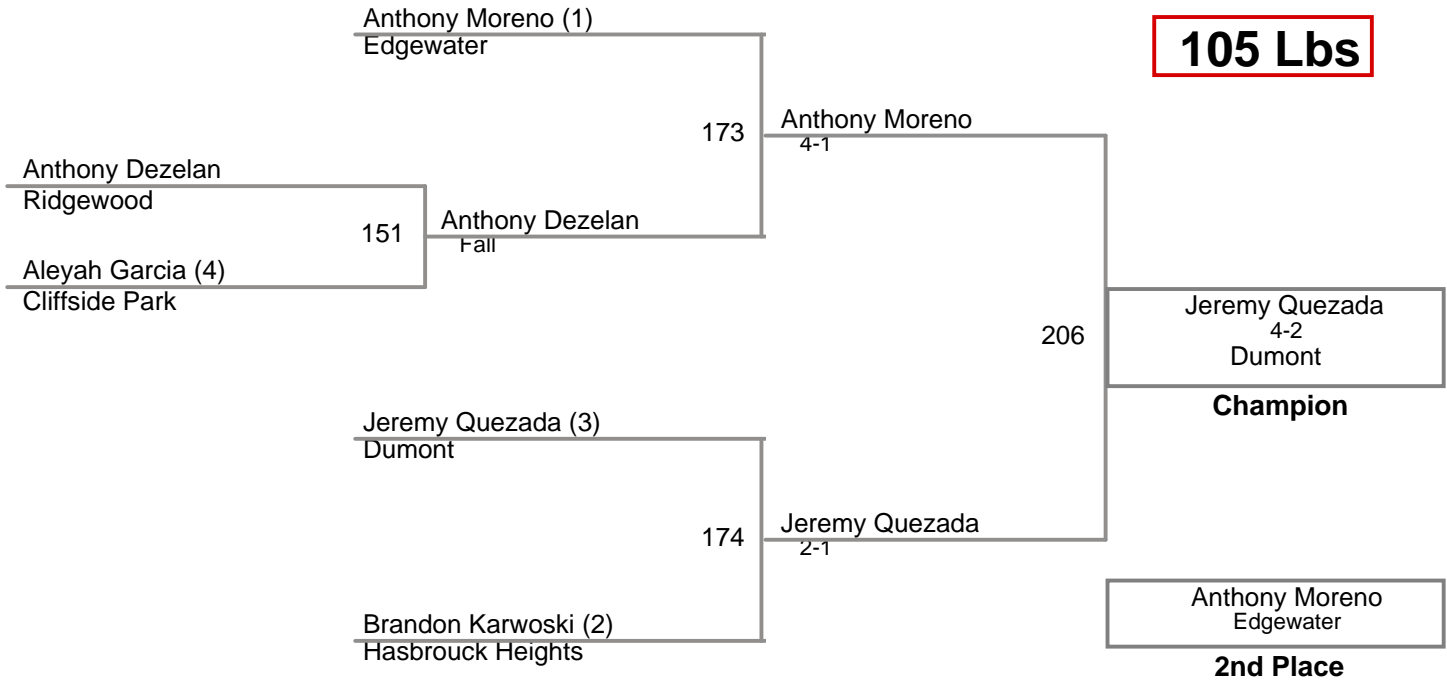 Anthony Moreno (1)
Edgewater
105 Lbs
173
Anthony Moreno
4-1
Anthony Dezelan
Ridgewood
151
Anthony Dezelan
Fall
Aleyah Garcia (4)
Cliffside Park
206
Jeremy Quezada
4-2
Dumont
Champion
Jeremy Quezada (3)
Dumont
174
Jeremy Quezada
2-1
Brandon Karwoski (2)
Hasbrouck Heights
Anthony Moreno
Edgewater
2nd Place